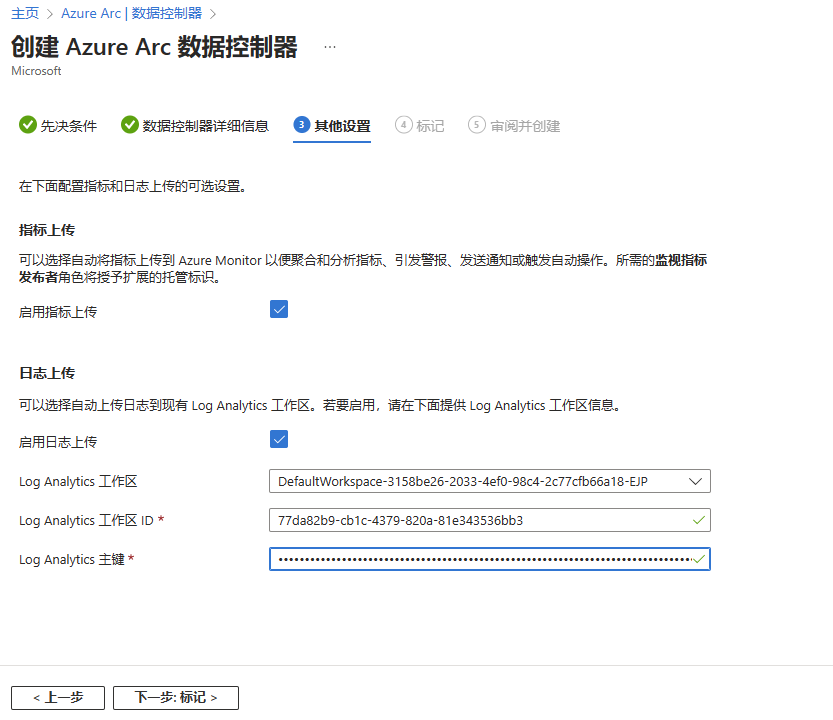 主页 > Azure Arc | 数据控制器 >
创建 Azure Arc 数据控制器 ...
Microsoft
先决条件 数据控制器详细信息 3 其他设置 4 标记 5 审阅并创建
在下面配置指标和日志上传的可选设置。
指标上传
可以选择自动将指标上传到 Azure Monitor 以便聚合和分析指标、引发警报、发送通知或触发自动操作。所需的监视指标
发布者角色将授予扩展的托管标识。
启用指标上传
日志上传
可以选择自动上传日志到现有 Log Analytics 工作区。若要启用，请在下面提供 Log Analytics 工作区信息。
启用日志上传
Log Analytics 工作区 DefaultWorkspace-3158be26-2033-4ef0-98c4-2c77cfb66a18-EJP
Log Analytics 工作区 ID * 77da82b9-cb1c-4379-820a-81e343536bb3
Log Analytics 主键 *
< 上一步 下一步: 标记 >